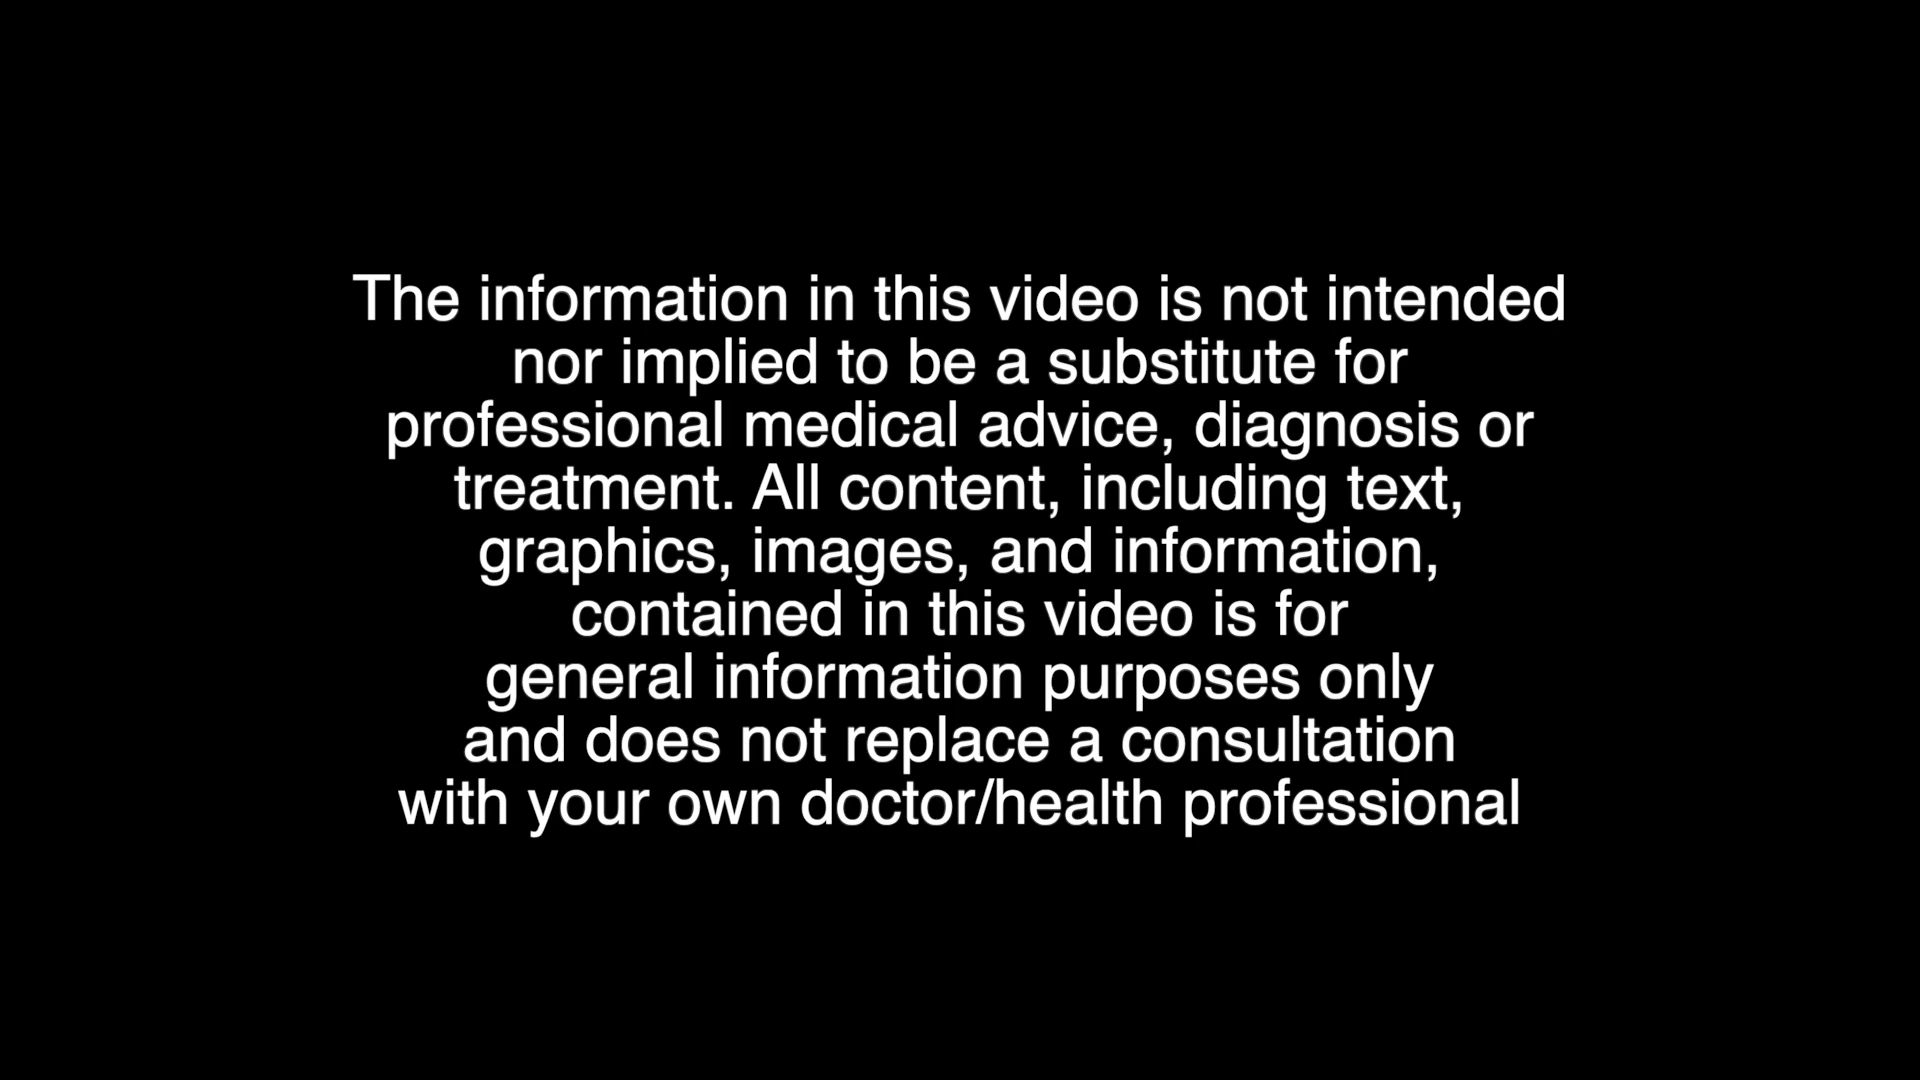 The information in this video is not intended
nor implied to be a substitute for
professional medical advice, diagnosis or
treatment. All content, including text,
graphics, images, and information,
contained in this video is for
general information purposes only
and does not replace a consultation
with your own doctor/health professional